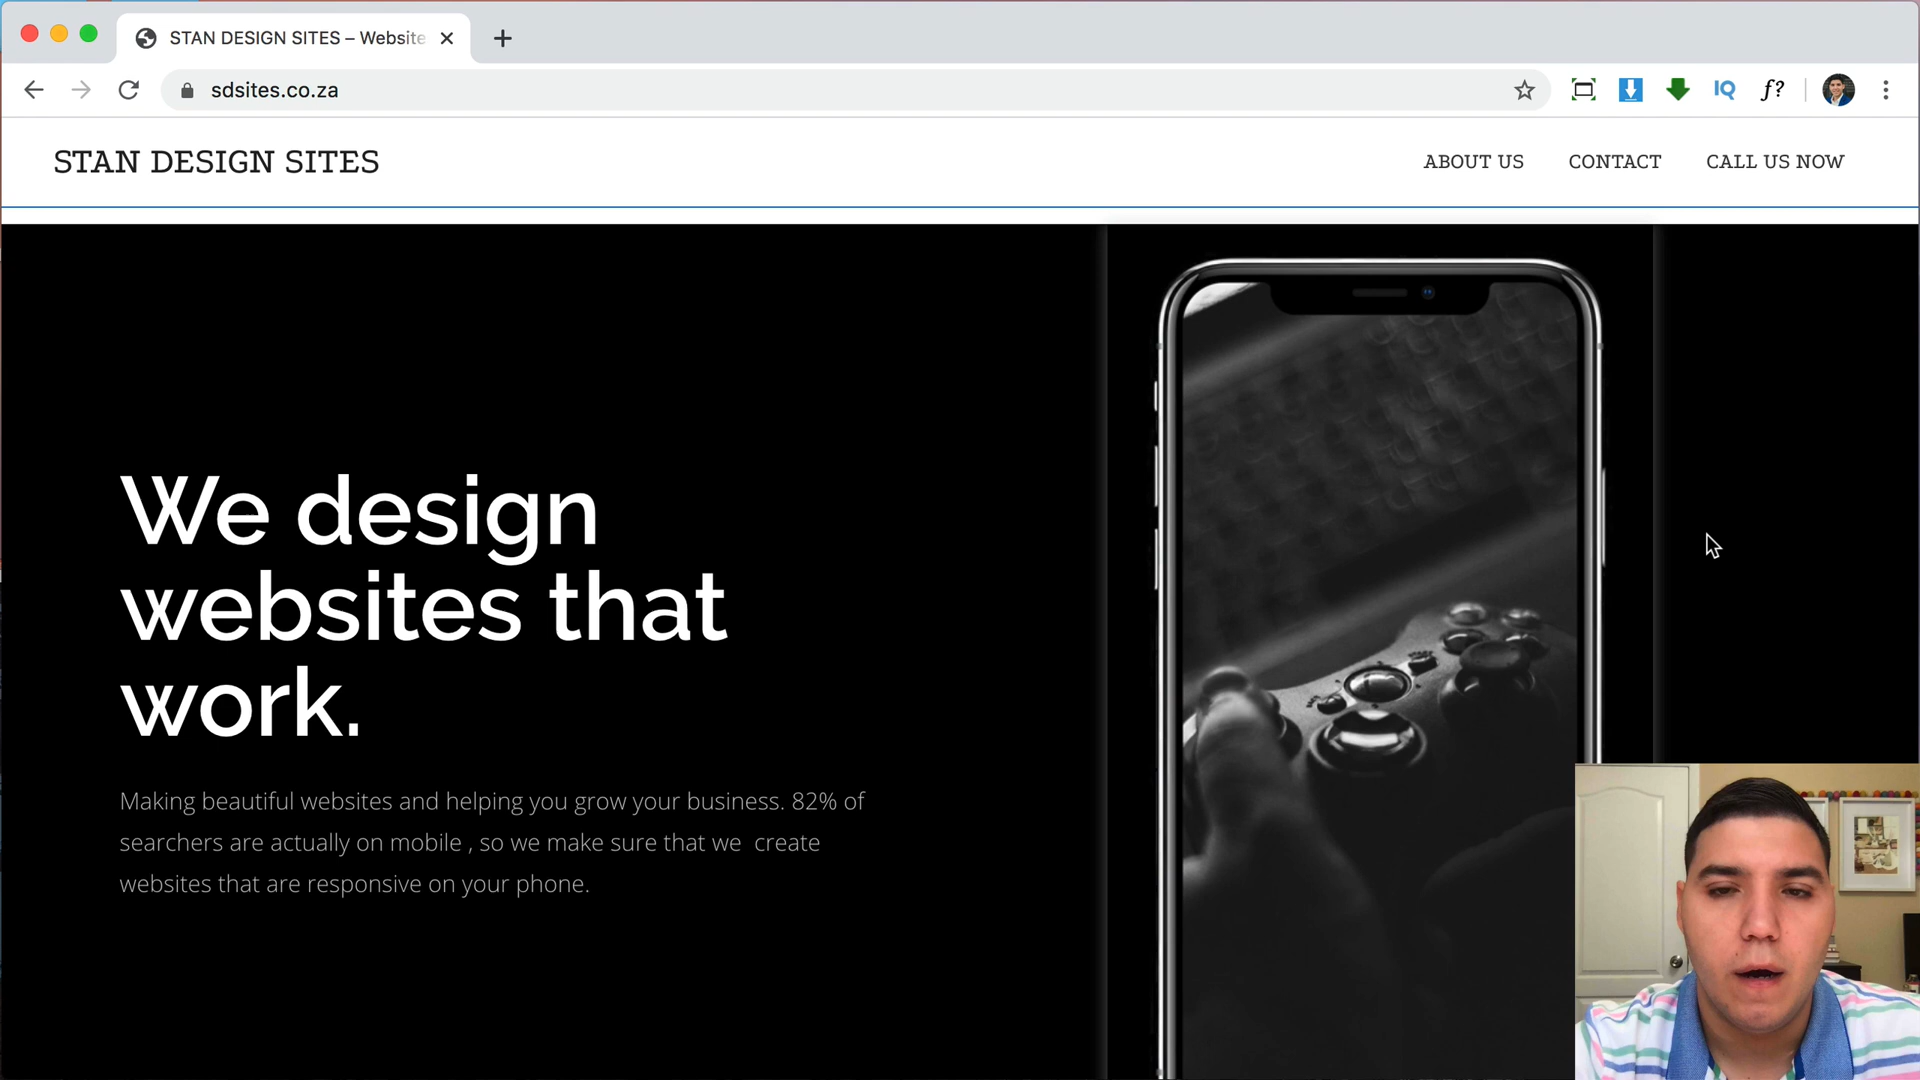 STAN DESIGN SITES – Website
sdsites.co.za
IQ
f?
STAN DESIGN SITES
ABOUT US
CONTACT
CALL US NOW
We design
websites that
work.
Making beautiful websites and helping you grow your business. 82% of
searchers are actually on mobile , so we make sure that we  create
websites that are responsive on your phone.